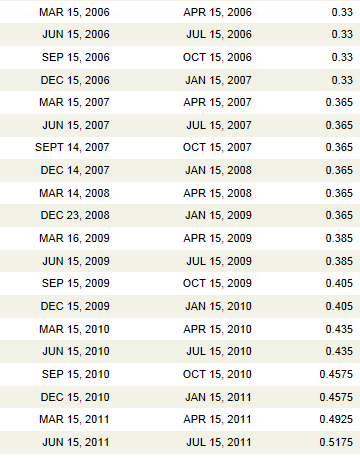 MAR 15, 2006 APR 15, 2006 0.33
JUN 15, 2006 JUL 15, 2006 0.33
SEP 15, 2006 OCT 15, 2006 0.33
DEC 15, 2006 JAN 15, 2007 0.33
MAR 15, 2007 APR 15, 2007 0.365
JUN 15, 2007 JUL 15, 2007 0.365
SEPT 14, 2007 OCT 15, 2007 0.365
DEC 14, 2007 JAN 15, 2008 0.365
MAR 14, 2008 APR 15, 2008 0.365
DEC 23, 2008 JAN 15, 2009 0.365
MAR 16, 2009 APR 15, 2009 0.385
JUN 15, 2009 JUL 15, 2009 0.385
SEP 15, 2009 OCT 15, 2009 0.405
DEC 15, 2009 JAN 15, 2010 0.405
MAR 15, 2010 APR 15, 2010 0.435
JUN 15, 2010 JUL 15, 2010 0.435
SEP 15, 2010 OCT 15, 2010 0.4575
DEC 15, 2010 JAN 15, 2011 0.4575
MAR 15, 2011 APR 15, 2011 0.4925
JUN 15, 2011 JUL 15, 2011 0.5175